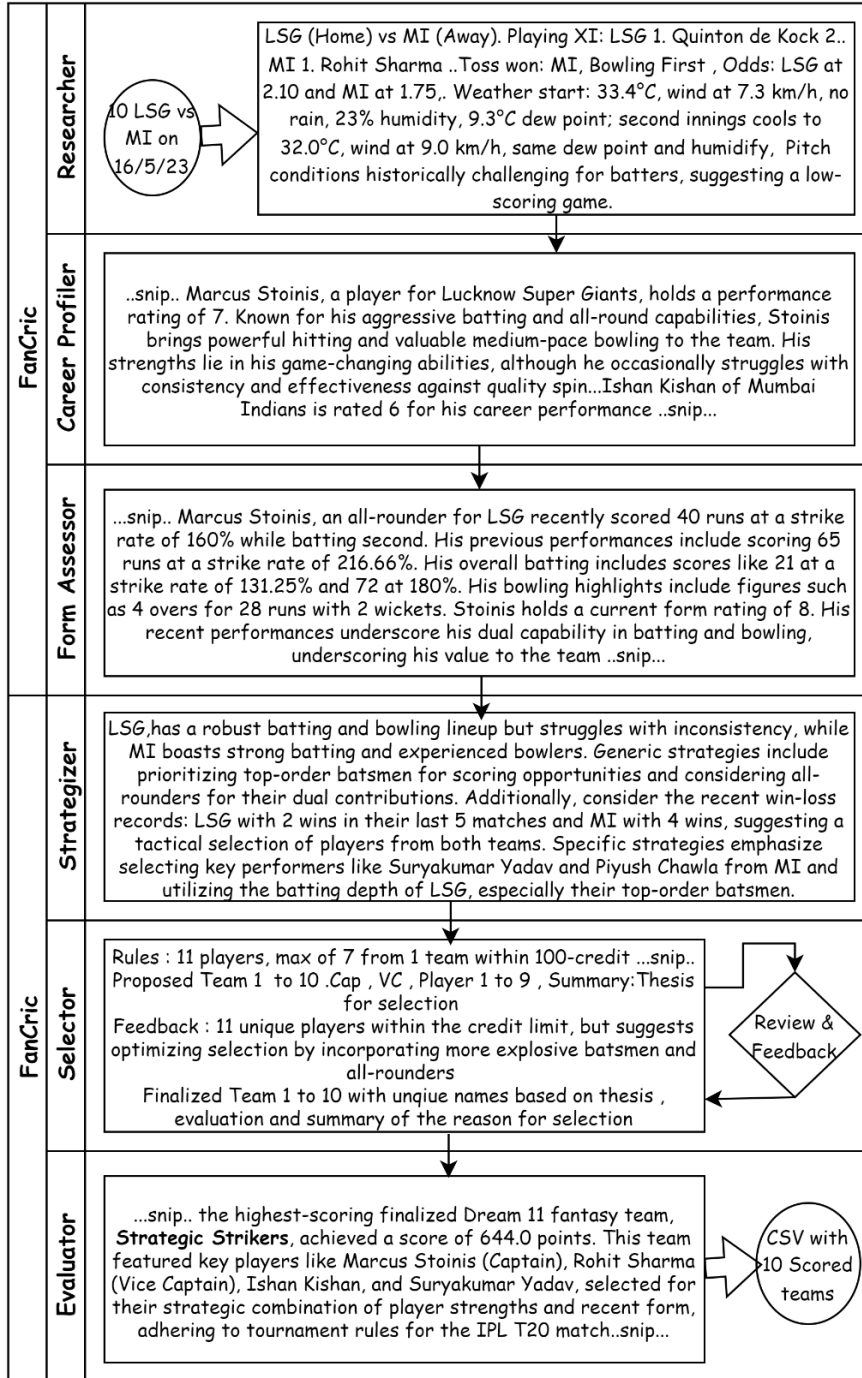 FanCric
Researcher
10 LSG vs
MI on
16/5/23
LSG (Home) vs MI (Away). Playing XI: LSG 1. Quinton de Kock 2..
MI 1. Rohit Sharma ..Toss won: MI, Bowling First , Odds: LSG at
2.10 and MI at 1.75,. Weather start: 33.4°C, wind at 7.3 km/h, no
rain, 23% humidity, 9.3°C dew point; second innings cools to
32.0°C, wind at 9.0 km/h, same dew point and humidify, Pitch
conditions historically challenging for batters, suggesting a low-
scoring game.
Career Profiler
..snip.. Marcus Stoinis, a player for Lucknow Super Giants, holds a performance
rating of 7. Known for his aggressive batting and all-round capabilities, Stoinis
brings powerful hitting and valuable medium-pace bowling to the team. His
strengths lie in his game-changing abilities, although he occasionally struggles with
consistency and effectiveness against quality spin...Ishan Kishan of Mumbai
Indians is rated 6 for his career performance ..snip...
Form Assessor
...snip.. Marcus Stoinis, an all-rounder for LSG recently scored 40 runs at a strike
rate of 160% while batting second. His previous performances include scoring 65
runs at a strike rate of 216.66%. His overall batting includes scores like 21 at a
strike rate of 131.25% and 72 at 180%. His bowling highlights include figures such
as 4 overs for 28 runs with 2 wickets. Stoinis holds a current form rating of 8. His
recent performances underscore his dual capability in batting and bowling,
underscoring his value to the team ..snip...
FanCric
Strategizer
LSG,has a robust batting and bowling lineup but struggles with inconsistency, while
MI boasts strong batting and experienced bowlers. Generic strategies include
prioritizing top-order batsmen for scoring opportunities and considering all-
rounders for their dual contributions. Additionally, consider the recent win-loss
records: LSG with 2 wins in their last 5 matches and MI with 4 wins, suggesting a
tactical selection of players from both teams. Specific strategies emphasize
selecting key performers like Suryakumar Yadav and Piyush Chawla from MI and
utilizing the batting depth of LSG, especially their top-order batsmen.
Selector
Rules : 11 players, max of 7 from 1 team within 100-credit ...snip..
Proposed Team 1 to 10 .Cap , VC , Player 1 to 9 , Summary:Thesis
for selection
Feedback : 11 unique players within the credit limit, but suggests
optimizing selection by incorporating more explosive batsmen and
all-rounders
Finalized Team 1 to 10 with unqiue names based on thesis ,
evaluation and summary of the reason for selection
Review &
Feedback
Evaluator
...snip.. the highest-scoring finalized Dream 11 fantasy team,
Strategic Strikers, achieved a score of 644.0 points. This team
featured key players like Marcus Stoinis (Captain), Rohit Sharma
(Vice Captain), Ishan Kishan, and Suryakumar Yadav, selected for
their strategic combination of player strengths and recent form,
adhering to tournament rules for the IPL T20 match..snip...
CSV with
10 Scored
teams